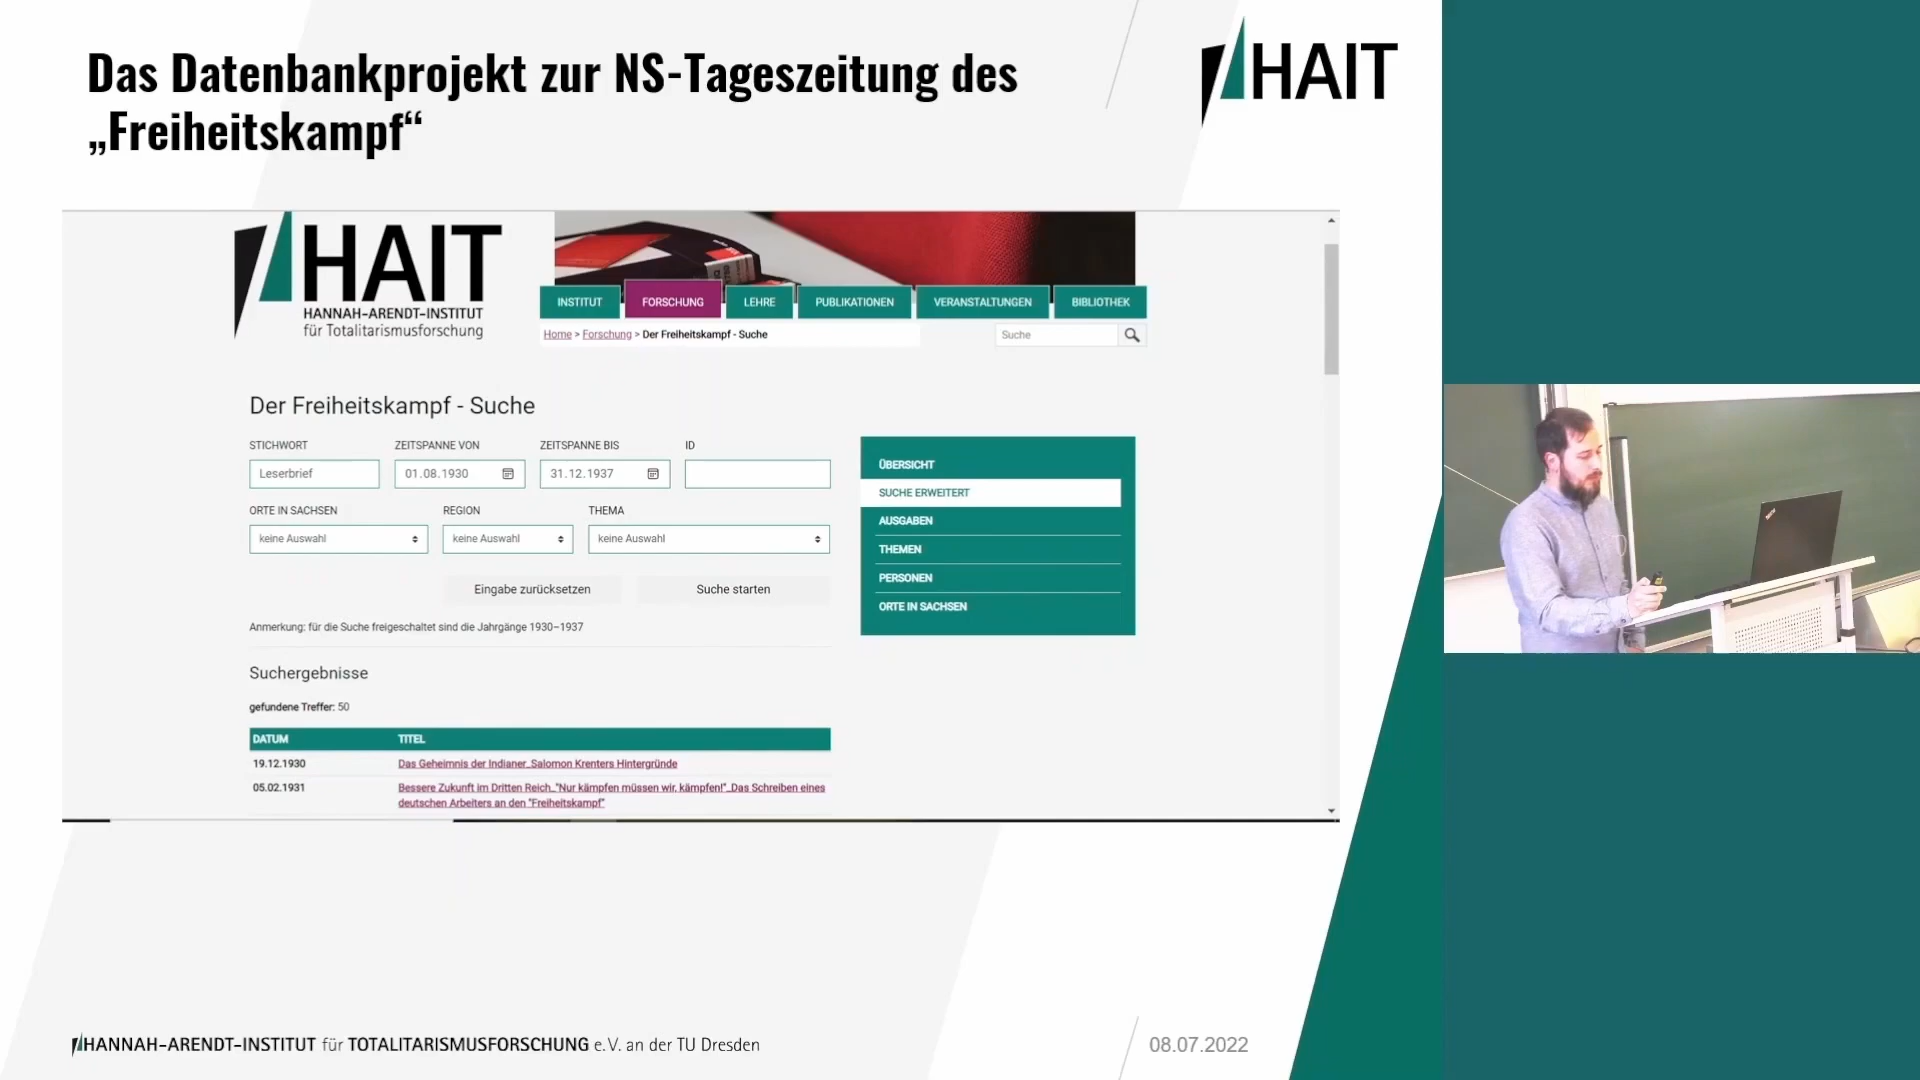 Das Datenbankprojekt zur NS-Tageszeitung des
„Freiheitskampf“
HAIT
HAIT
HANNAH-ARENDT-INSTITUT
für Totalitarismusforschung
INSTITUT
FORSCHUNG
LEHRE
PUBLIKATIONEN
VERANSTALTUNGEN
BIBLIOTHEK
Home > Forschung > Der Freiheitskampf - Suche
Suche
Der Freiheitskampf - Suche
STICHWORT
ZEITSPANNE VON
ZEITSPANNE BIS
ID
Leserbrief
01.08.1930
31.12.1937
ORTE IN SACHSEN
REGION
THEMA
keine Auswahl
keine Auswahl
keine Auswahl
Eingabe zurücksetzen
Suche starten
Anmerkung: für die Suche freigeschaltet sind die Jahrgänge 1930–1937
ÜBERSICHT
SUCHE ERWEITERT
AUSGABEN
THEMEN
PERSONEN
ORTE IN SACHSEN
Suchergebnisse
gefundene Treffer: 50
DATUM
TITEL
19.12.1930
Das Geheimnis der Indianer_Salomon Krenters Hintergründe
05.02.1931
Bessere Zukunft im Dritten Reich_"Nur kämpfen müssen wir, kämpfen!"_Das Schreiben eines
deutschen Arbeiters an den "Freiheitskampf"
HANNAH-ARENDT-INSTITUT für TOTALITARISMUSFORSCHUNG e.V. an der TU Dresden
08.07.2022